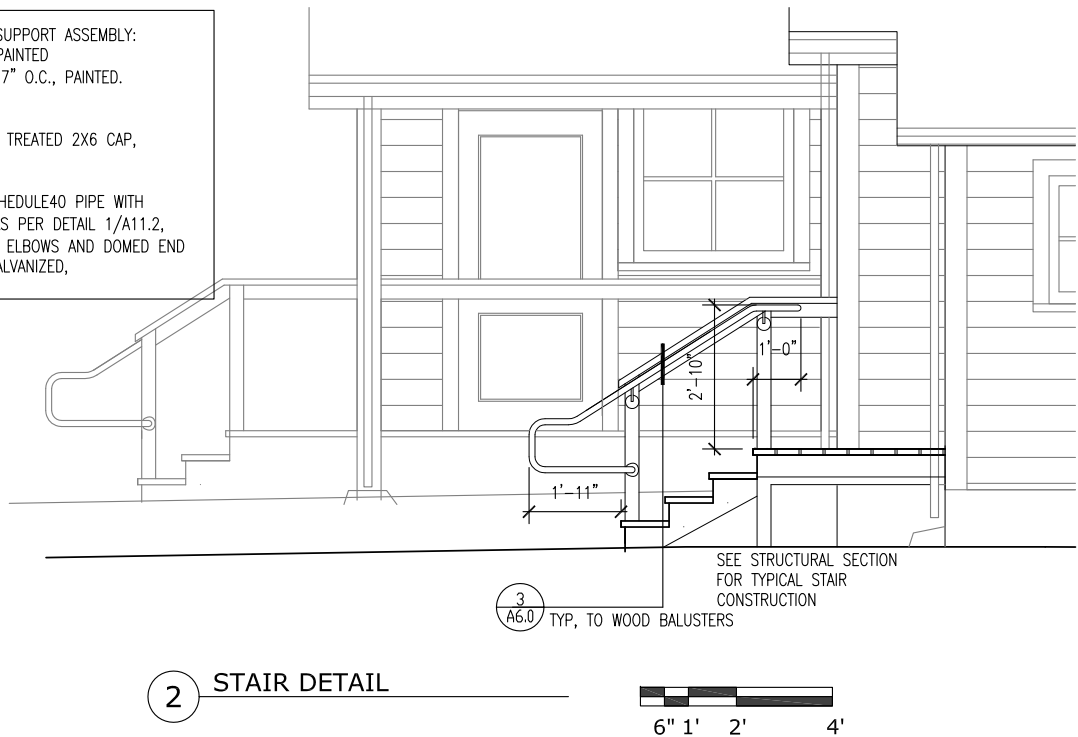 SUPPORT ASSEMBLY:
PAINTED
7" O.C., PAINTED.
TREATED 2X6 CAP,
HEDULE40 PIPE WITH
S PER DETAIL 1/A11.2,
ELBOWS AND DOMED END
ALVANIZED,
1'-0"
2'-10"
1'-11"
SEE STRUCTURAL SECTION
FOR TYPICAL STAIR
CONSTRUCTION
3
A6.0
TYP, TO WOOD BALUSTERS
2 STAIR DETAIL
6" 1' 2' 4'